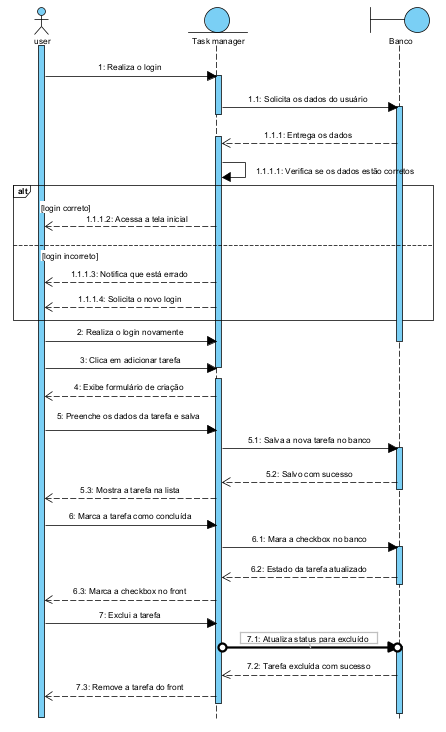 user
Task manager
Banco
1: Realiza o login
1.1: Solicita os dados do usuário
1.1.1: Entrega os dados
1.1.1.1: Verifica se os dados estão corretos
alt
[login correto]
1.1.1.2: Acessa a tela inicial
[login incorreto]
1.1.1.3: Notifica que está errado
1.1.1.4: Solicita o novo login
2: Realiza o login novamente
3: Clica em adicionar tarefa
4: Exibe formulário de criação
5: Preenche os dados da tarefa e salva
5.1: Salva a nova tarefa no banco
5.2: Salvo com sucesso
5.3: Mostra a tarefa na lista
6: Marca a tarefa como concluída
6.1: Mara a checkbox no banco
6.2: Estado da tarefa atualizado
6.3: Marca a checkbox no front
7: Exclui a tarefa
7.1: Atualiza status para excluído
7.2: Tarefa excluída com sucesso
7.3: Remove a tarefa do front